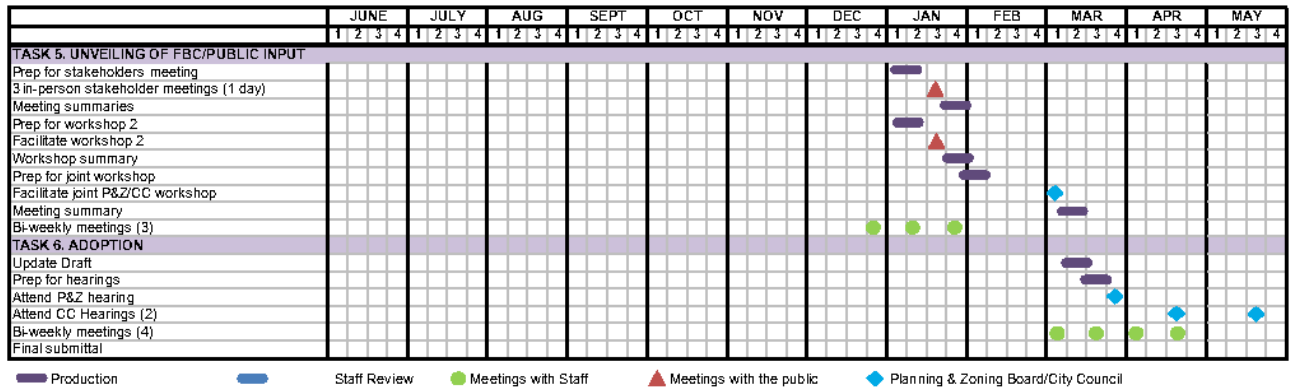 JUNE JULY AUG SEPT OCT NOV DEC JAN FEB MAR APR MAY
1 2 3 4 1 2 3 4 1 2 3 4 1 2 3 4 1 2 3 4 1 2 3 4 1 2 3 4 1 2 3 4 1 2 3 4 1 2 3 4 1 2 3 4 1 2 3 4
TASK 5. UNVEILING OF FBC/PUBLIC INPUT
Prep for stakeholders meeting
3 in-person stakeholder meetings (1 day)
Meeting summaries
Prep for workshop 2
Facilitate workshop 2
Workshop summary
Prep for joint workshop
Facilitate joint P&Z/CC workshop
Meeting summary
Bi-weekly meetings (3)
TASK 6. ADOPTION
Update Draft
Prep for hearings
Attend P&Z hearing
Attend CC Hearings (2)
Bi-weekly meetings (4)
Final submittal
Production Staff Review Meetings with Staff Meetings with the public Planning & Zoning Board/City Council